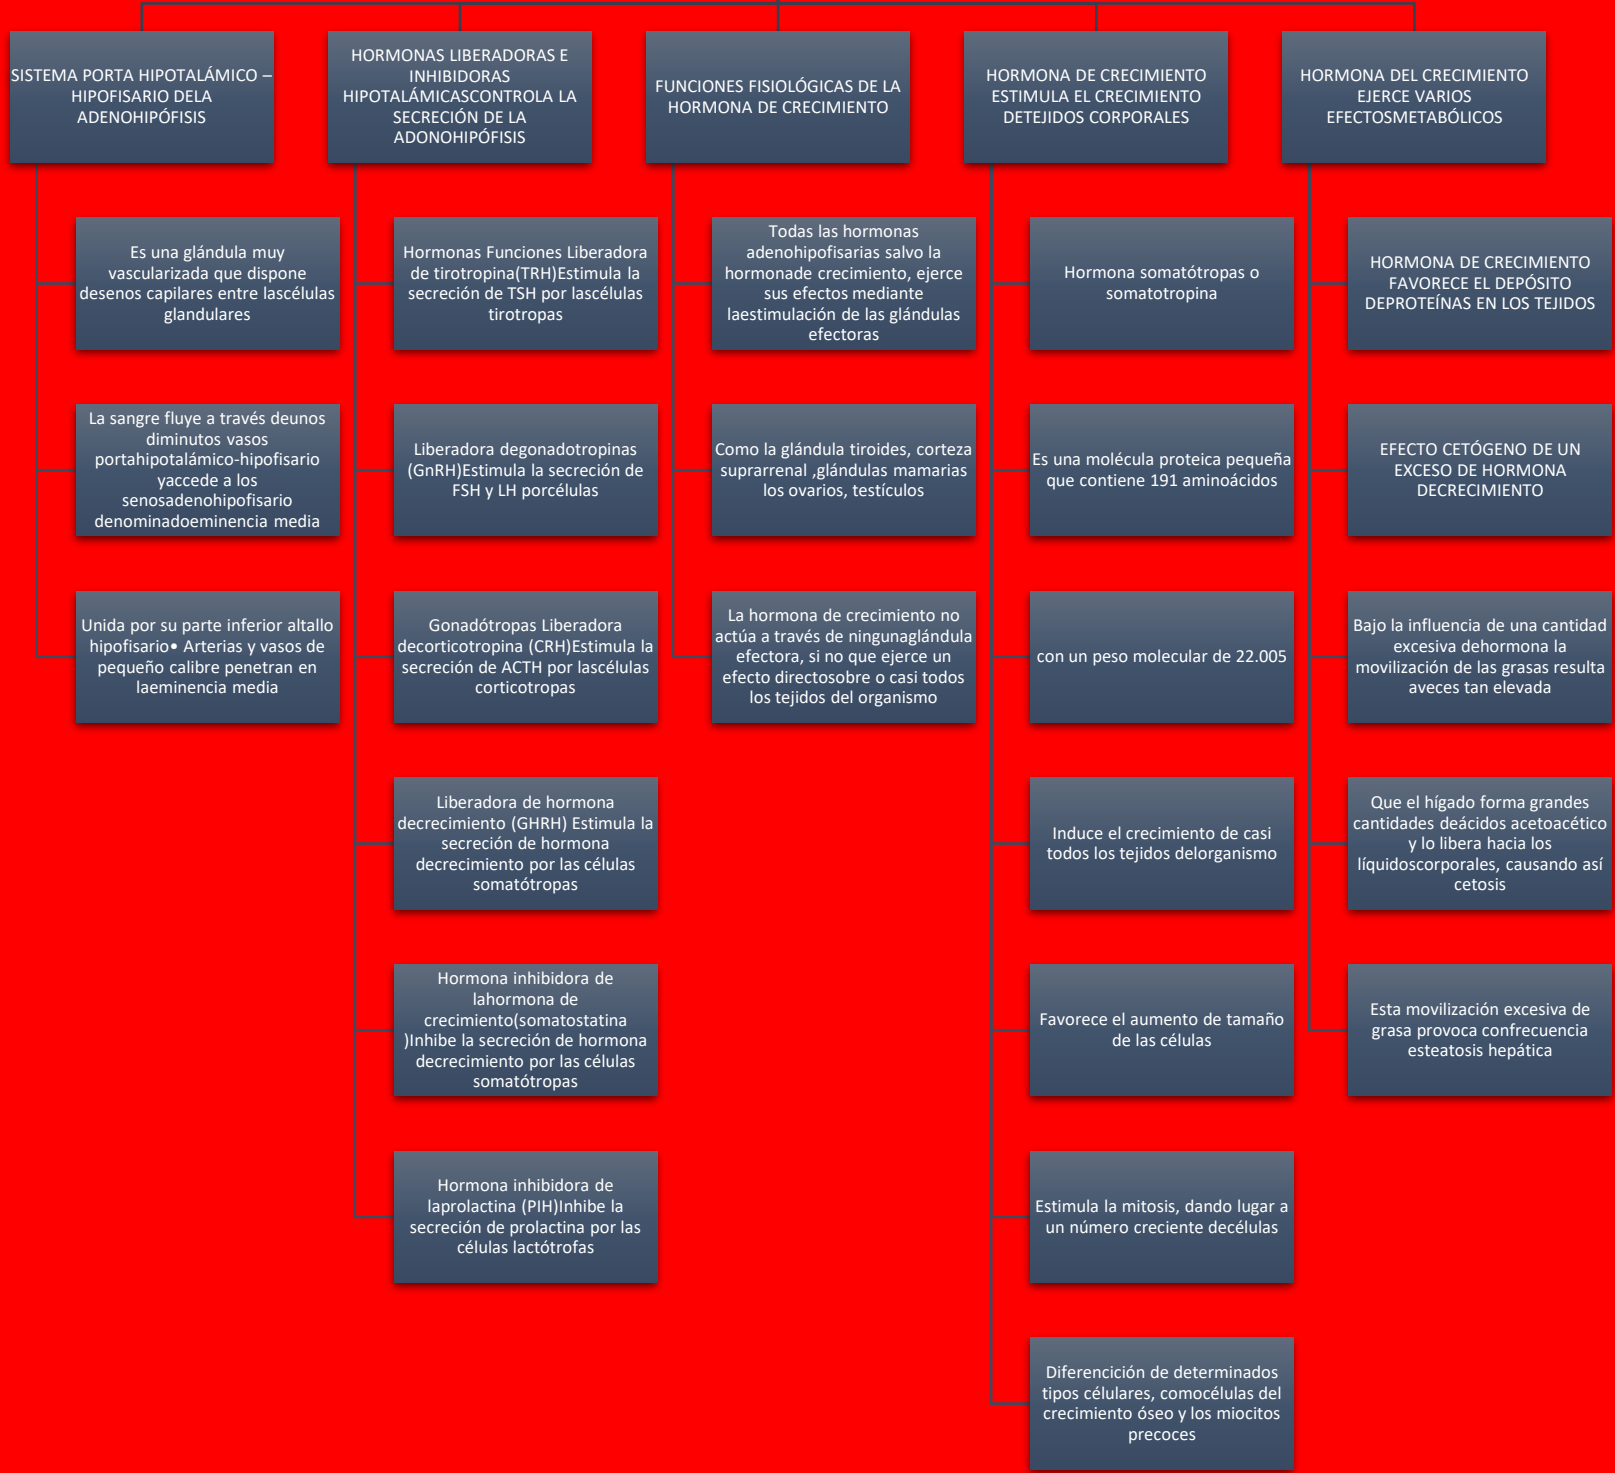 SISTEMA PORTA HIPOTALÁMICO –
HIPOFISARIO DELA
ADENOHIPÓFISIS
Es una glándula muy
vascularizada que dispone
desenos capilares entre lascélulas
glandulares
La sangre fluye a través deunos
diminutos vasos
portahipotalámico-hipofisario
yaccede a los
senosadenohipofisario
denominadoeminencia media
Unida por su parte inferior altallo
hipofisario• Arterias y vasos de
pequeño calibre penetran en
laeminencia media
HORMONAS LIBERADORAS E
INHIBIDORAS
HIPOTALÁMICASCONTROLA LA
SECRECIÓN DE LA
ADONOHIPÓFISIS
Hormonas Funciones Liberadora
de tirotropina(TRH)Estimula la
secreción de TSH por lascélulas
tirotropas
Liberadora degonadotropinas
(GnRH)Estimula la secreción de
FSH y LH porcélulas
Gonadótropas Liberadora
decorticotropina (CRH)Estimula la
secreción de ACTH por lascélulas
corticotropas
Liberadora de hormona
decrecimiento (GHRH) Estimula la
secreción de hormona
decrecimiento por las células
somatótropas
Hormona inhibidora de
lahormona de
crecimiento(somatostatina
)Inhibe la secreción de hormona
decrecimiento por las células
somatótropas
Hormona inhibidora de
laprolactina (PIH)Inhibe la
secreción de prolactina por las
células lactótrofas
FUNCIONES FISIOLÓGICAS DE LA
HORMONA DE CRECIMIENTO
Todas las hormonas
adenohipofisarias salvo la
hormonade crecimiento, ejerce
sus efectos mediante
laestimulación de las glándulas
efectoras
Como la glándula tiroides, corteza
suprarrenal ,glándulas mamarias
los ovarios, testículos
La hormona de crecimiento no
actúa a través de ningunaglándula
efectora, si no que ejerce un
efecto directosobre o casi todos
los tejidos del organismo
HORMONA DE CRECIMIENTO
ESTIMULA EL CRECIMIENTO
DETEJIDOS CORPORALES
Hormona somatótropas o
somatotropina
Es una molécula proteica pequeña
que contiene 191 aminoácidos
con un peso molecular de 22.005
Induce el crecimiento de casi
todos los tejidos delorganismo
Favorece el aumento de tamaño
de las células
Estimula la mitosis, dando lugar a
un número creciente decélulas
Diferencición de determinados
tipos célulares, comocélulas del
crecimiento óseo y los miocitos
precoces
HORMONA DEL CRECIMIENTO
EJERCE VARIOS
EFECTOSMETABÓLICOS
HORMONA DE CRECIMIENTO
FAVORECE EL DEPÓSITO
DEPROTEÍNAS EN LOS TEJIDOS
EFECTO CETÓGENO DE UN
EXCESO DE HORMONA
DECRECIMIENTO
Bajo la influencia de una cantidad
excesiva dehormona la
movilización de las grasas resulta
aveces tan elevada
Que el hígado forma grandes
cantidades deácidos acetoacético
y lo libera hacia los
líquidoscorporales, causando así
cetosis
Esta movilización excesiva de
grasa provoca confrecuencia
esteatosis hepática